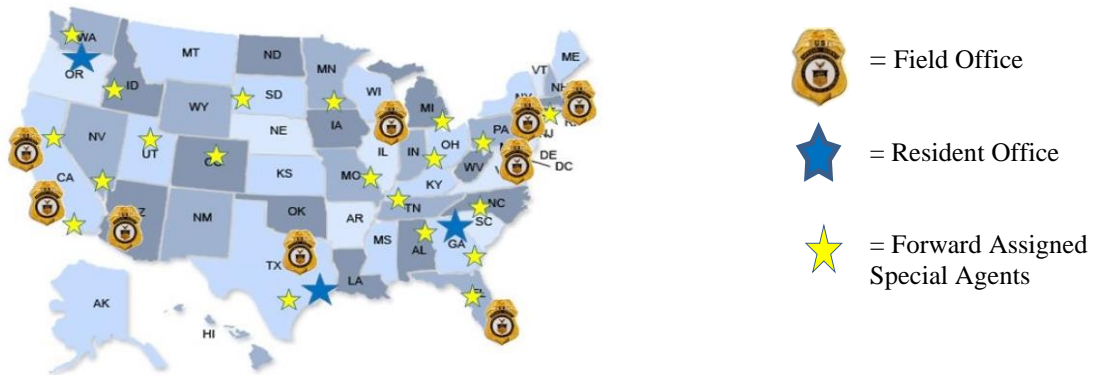 WA
MT
ND
MN
ME
VT
NH
OR
ID
SD
WI
MI
NY
WY
IA
PA
NJ
NV
NE
IL
IN
OH
DE
DC
UT
CO
KS
MO
WV
KY
CA
OK
AR
TN
NC
SC
NM
MS
AL
GA
TX
LA
FL
AK
HI
= Field Office
= Resident Office
= Forward Assigned
Special Agents